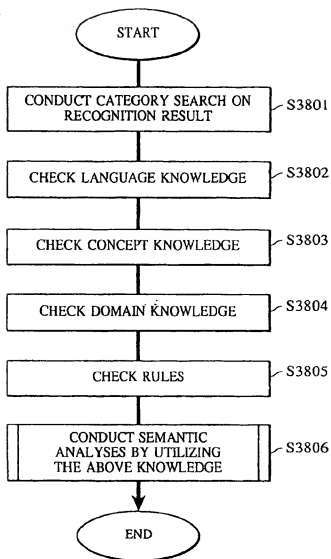 START
CONDUCT CATEGORY SEARCH ON
RECOGNITION RESULT
S3801
CHECK LANGUAGE KNOWLEDGE
S3802
CHECK CONCEPT KNOWLEDGE
S3803
CHECK DOMAIN KNOWLEDGE
S3804
CHECK RULES
S3805
CONDUCT SEMANTIC
ANALYSES BY UTILIZING
THE ABOVE KNOWLEDGE
S3806
END